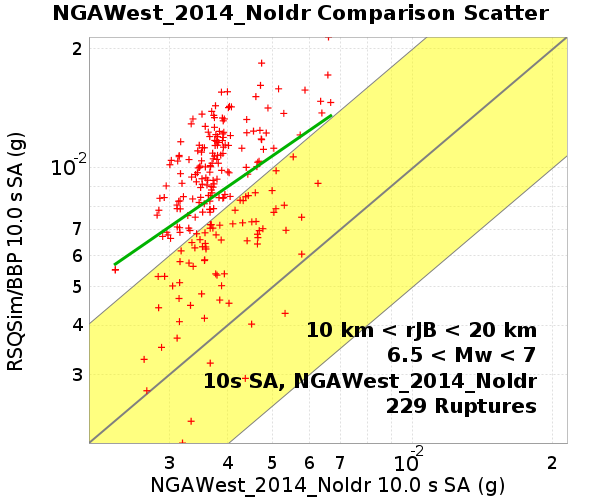 NGAWest_2014_NoIdr Comparison Scatter
RSQSim/BBP 10.0 s SA (g)
2
10-2
7
6
5
4
3
10 km < rJB < 20 km
6.5 < Mw < 7
10s SA, NGAWest_2014_NoIdr
229 Ruptures
3 4 5 6 7 10-2 2
NGAWest_2014_NoIdr 10.0 s SA (g)